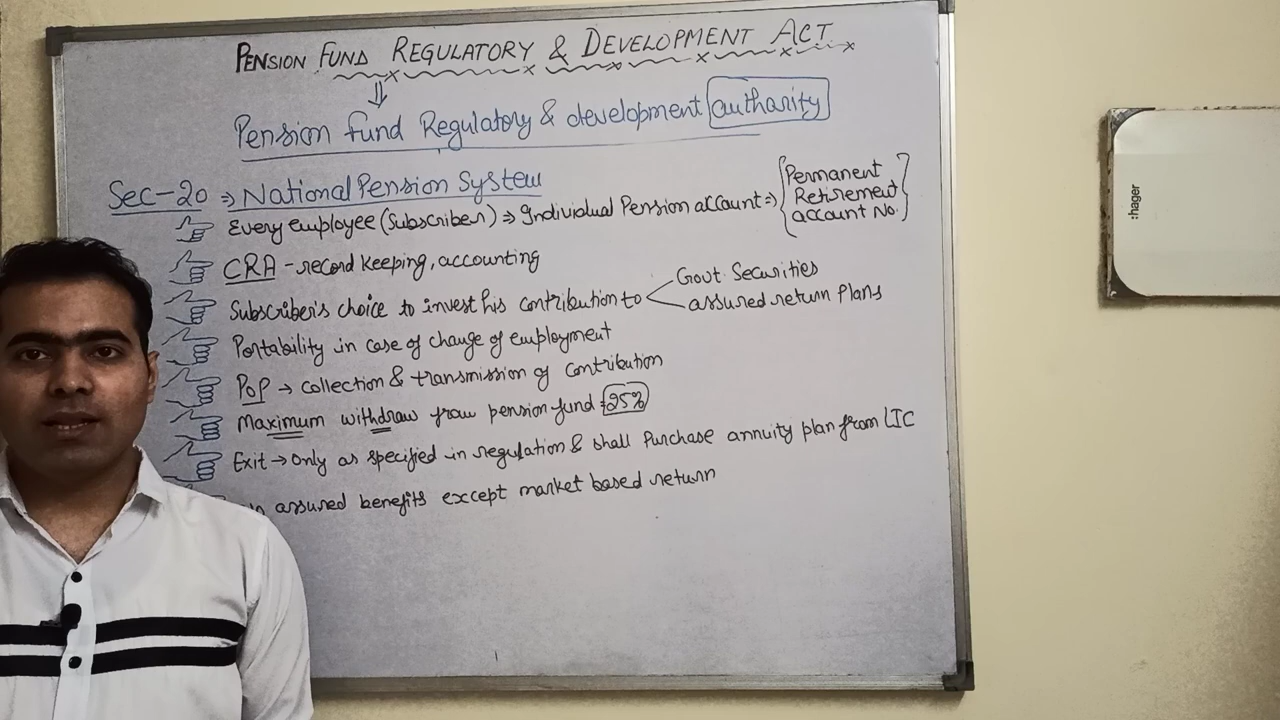 PENSION FUND REGULATORY & DEVELOPMENT ACT
⇓
Pension fund Regulatory & development authority
Sec-20 ⇒ National Pension System
Every employee (Subscriber) ⇒ Individual Pension account ⇒ {Permanent Retirement account No.}
CRA - record keeping, accounting
Subscriber's choice to invest his contribution to < Govt. Securities
assured return plans
Portability in case of change of employment
PoP → collection & transmission of contribution
Maximum withdraw from pension fund 25%
Exit → Only as specified in regulation & shall Purchase annuity plan from LIC
assured benefits except market based return
:hager